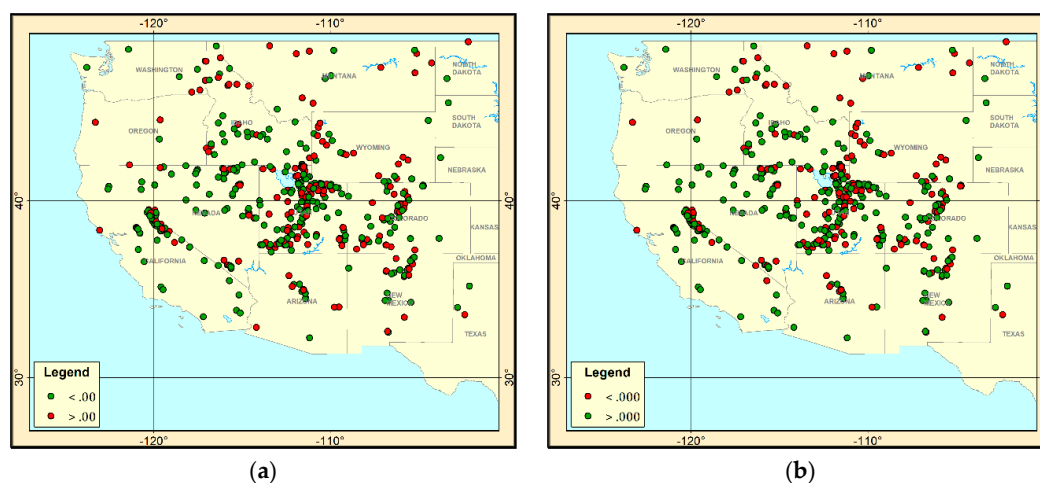 -120° -110°
WASHINGTON
MONTANA
NORTH
DAKOTA
OREGON
IDAHO
SOUTH
DAKOTA
WYOMING
NEBRASKA
40° 40°
NEVADA
COLORADO
KANSAS
CALIFORNIA
OKLAHOMA
ARIZONA
NEW
MEXICO
TEXAS
Legend
< .00
> .00
30° 30°
-120° -110°
(a)
-120° -110°
WASHINGTON
MONTANA
NORTH
DAKOTA
OREGON
IDAHO
SOUTH
DAKOTA
WYOMING
NEBRASKA
40° 40°
NEVADA
COLORADO
KANSAS
CALIFORNIA
OKLAHOMA
ARIZONA
NEW
MEXICO
TEXAS
Legend
< .000
> .000
30° 30°
-120° -110°
(b)